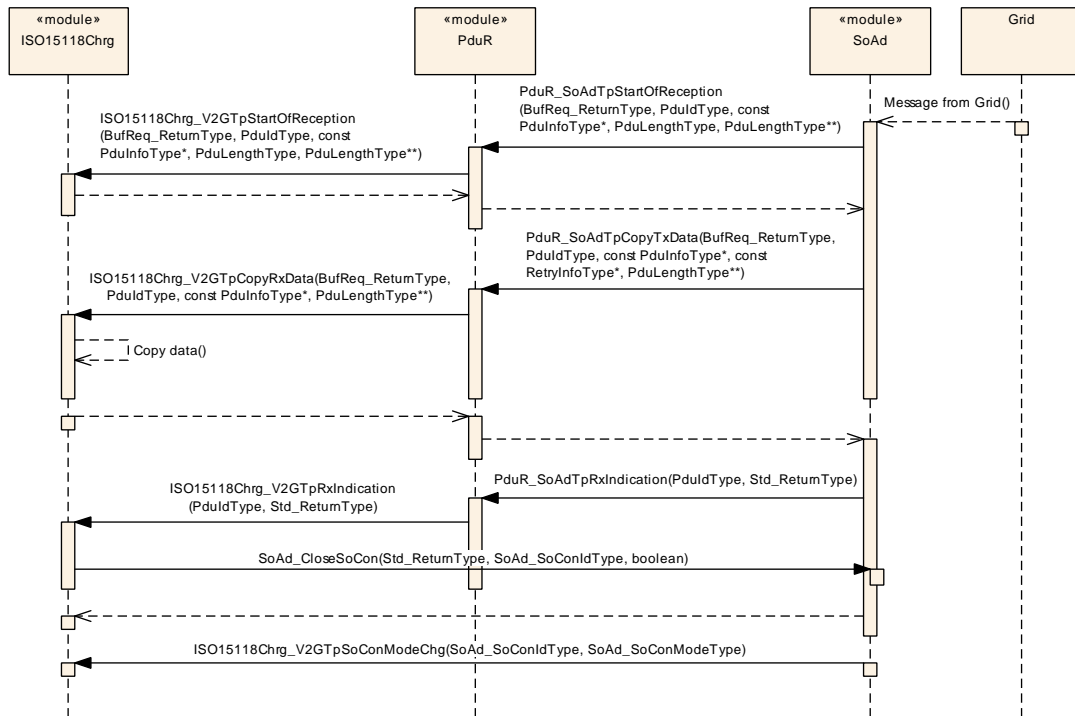 «module»
ISO15118Chrg
«module»
PduR
«module»
SoAd
Grid
Message from Grid()
PduR_SoAdTpStartOfReception
(BufReq_ReturnType, PduIdType, const
PduInfoType*, PduLengthType, PduLengthType**)
ISO15118Chrg_V2GTpStartOfReception
(BufReq_ReturnType, PduIdType, const
PduInfoType*, PduLengthType, PduLengthType**)
PduR_SoAdTpCopyTxData(BufReq_ReturnType,
PduIdType, const PduInfoType*, const
RetryInfoType*, PduLengthType**)
ISO15118Chrg_V2GTpCopyRxData(BufReq_ReturnType,
PduIdType, const PduInfoType*, PduLengthType**)
Copy data()
PduR_SoAdTpRxIndication(PduIdType, Std_ReturnType)
ISO15118Chrg_V2GTpRxIndication
(PduIdType, Std_ReturnType)
SoAd_CloseSoCon(Std_ReturnType, SoAd_SoConIdType, boolean)
ISO15118Chrg_V2GTpSoConModeChg(SoAd_SoConIdType, SoAd_SoConModeType)